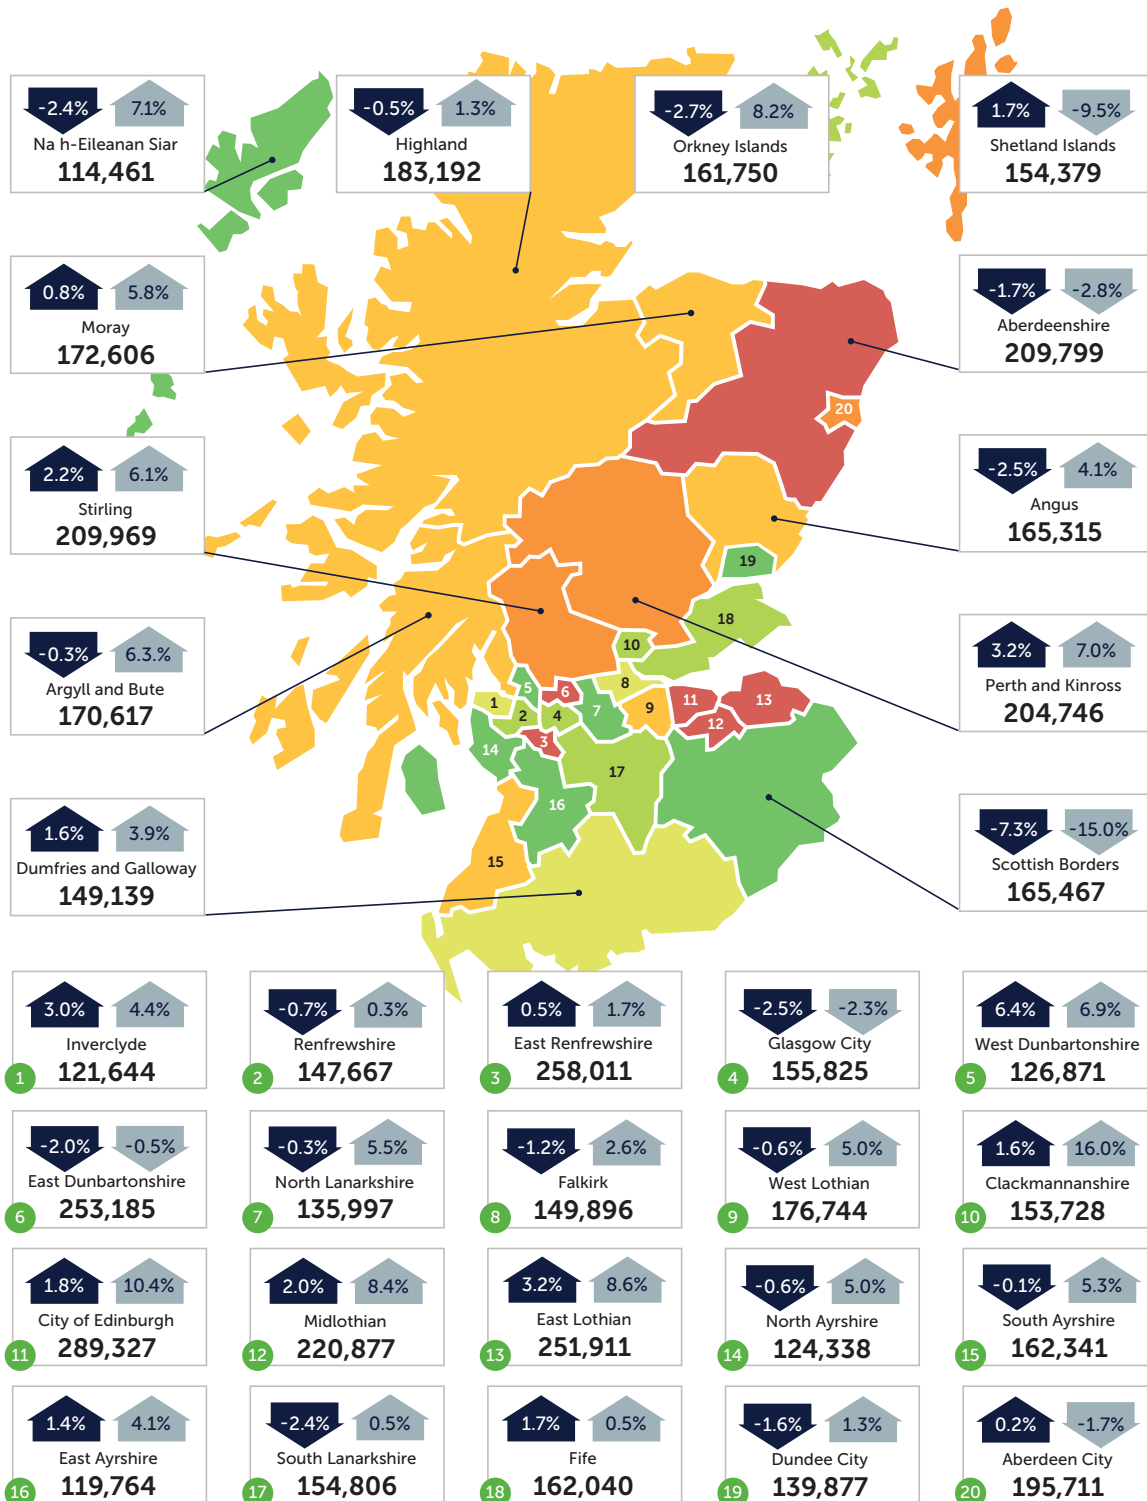 -2.4% 7.1%
Na h-Eileanan Siar
114,461
-0.5% 1.3%
Highland
183,192
-2.7% 8.2%
Orkney Islands
161,750
1.7% -9.5%
Shetland Islands
154,379
0.8% 5.8%
Moray
172,606
-1.7% -2.8%
Aberdeenshire
209,799
20
2.2% 6.1%
Stirling
209,969
-2.5% 4.1%
Angus
165,315
19
18
10
-0.3% 6.3.%
Argyll and Bute
170,617
3.2% 7.0%
Perth and Kinross
204,746
5
6
8
1
2
4
7
9
11
13
12
3
14
17
16
15
1.6% 3.9%
Dumfries and Galloway
149,139
-7.3% -15.0%
Scottish Borders
165,467
3.0% 4.4%
Inverclyde
1 121,644
-0.7% 0.3%
Renfrewshire
2 147,667
0.5% 1.7%
East Renfrewshire
3 258,011
-2.5% -2.3%
Glasgow City
4 155,825
6.4% 6.9%
West Dunbartonshire
5 126,871
-2.0% -0.5%
East Dunbartonshire
6 253,185
-0.3% 5.5%
North Lanarkshire
7 135,997
-1.2% 2.6%
Falkirk
8 149,896
-0.6% 5.0%
West Lothian
9 176,744
1.6% 16.0%
Clackmannanshire
10 153,728
1.8% 10.4%
City of Edinburgh
11 289,327
2.0% 8.4%
Midlothian
12 220,877
3.2% 8.6%
East Lothian
13 251,911
-0.6% 5.0%
North Ayrshire
14 124,338
-0.1% 5.3%
South Ayrshire
15 162,341
1.4% 4.1%
East Ayrshire
16 119,764
-2.4% 0.5%
South Lanarkshire
17 154,806
1.7% 0.5%
Fife
18 162,040
-1.6% 1.3%
Dundee City
19 139,877
0.2% -1.7%
Aberdeen City
20 195,711